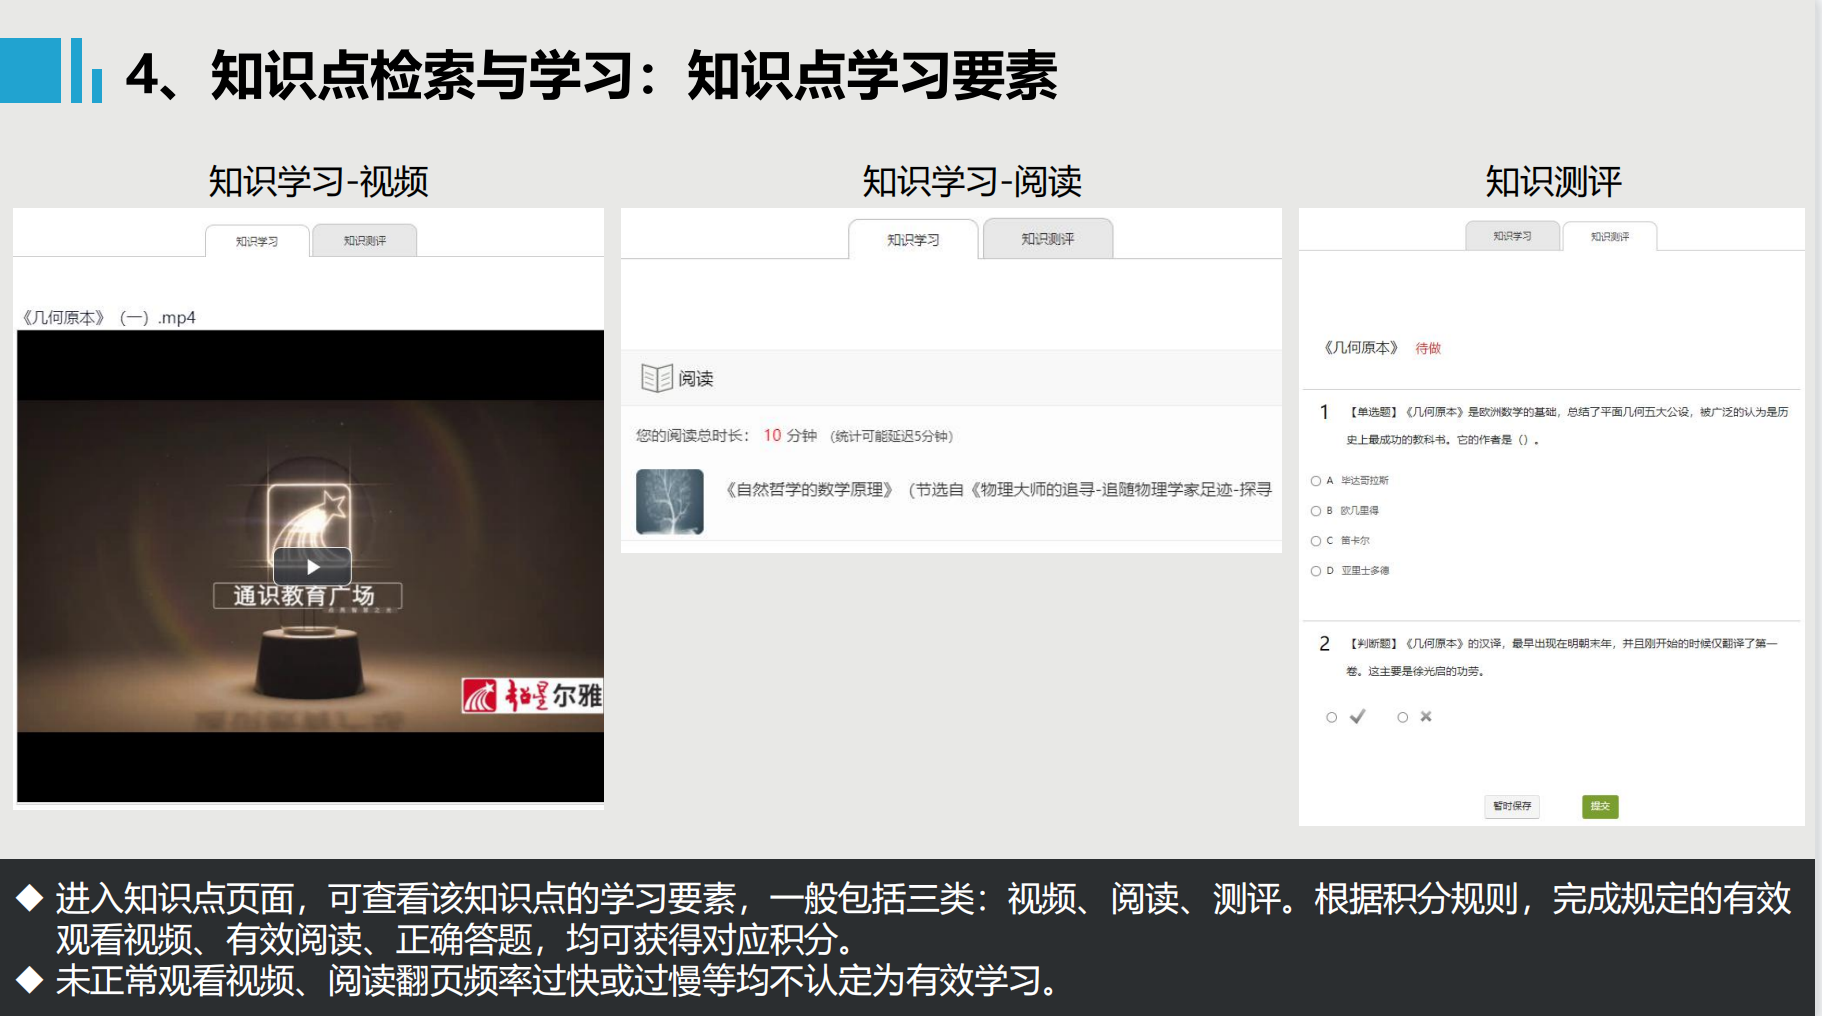 4、知识点检索与学习：知识点学习要素
知识学习-视频
知识学习
知识测评
《几何原本》（一）.mp4
通识教育广场
超星尔雅
知识学习-阅读
知识学习
知识测评
阅读
您的阅读总时长： 10 分钟 （统计可能延迟5分钟）
《自然哲学的数学原理》（节选自《物理大师的追寻-追随物理学家足迹-探寻
知识测评
知识学习
知识测评
《几何原本》 待做
1 【单选题】《几何原本》是欧洲数学的基础，总结了平面几何五大公设，被广泛的认为是历
史上最成功的教科书。它的作者是（）。
A 毕达哥拉斯
B 欧几里得
C 笛卡尔
D 亚里士多德
2 【判断题】《几何原本》的汉译，最早出现在明朝末年，并且刚开始的时候仅翻译了第一
卷。这主要是徐光启的功劳。
暂时保存
提交
◆ 进入知识点页面，可查看该知识点的学习要素，一般包括三类：视频、阅读、测评。根据积分规则，完成规定的有效
观看视频、有效阅读、正确答题，均可获得对应积分。
◆ 未正常观看视频、阅读翻页频率过快或过慢等均不认定为有效学习。